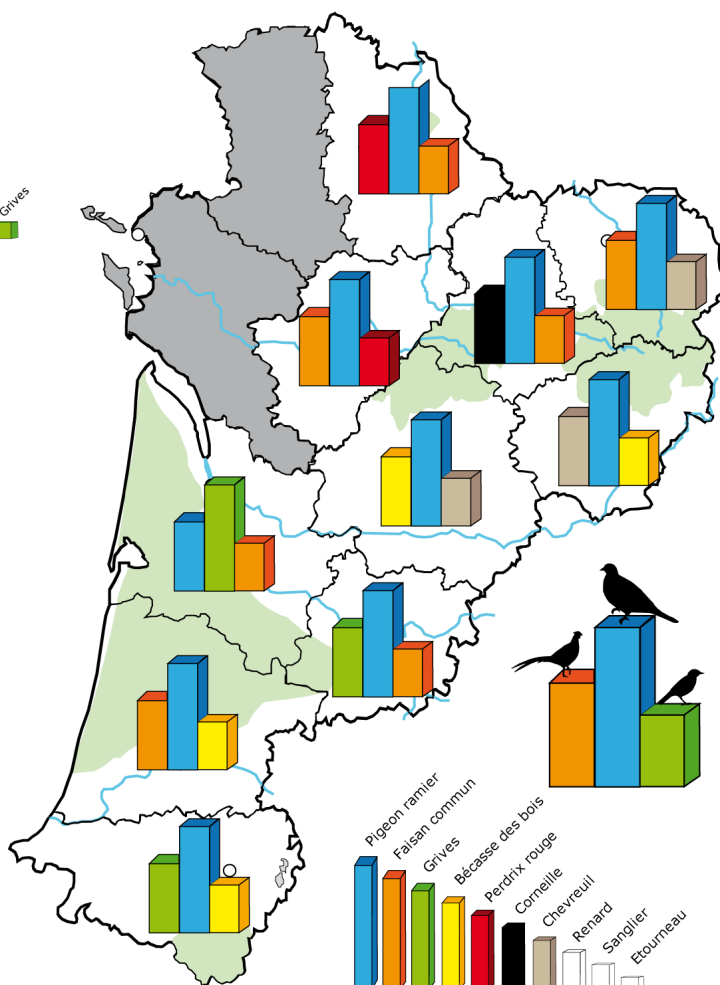 Grives
Pigeon ramier
Faisan commun
Grives
Bécasse des bois
Perdrix rouge
Corneille
Chevreuil
Renard
Sanglier
Etourneau